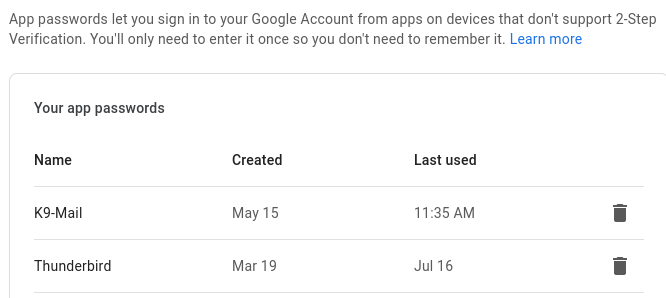 App passwords let you sign in to your Google Account from apps on devices that don't support 2-Step
Verification. You'll only need to enter it once so you don't need to remember it. Learn more
Your app passwords
Name Created Last used
K9-Mail May 15 11:35 AM
Thunderbird Mar 19 Jul 16